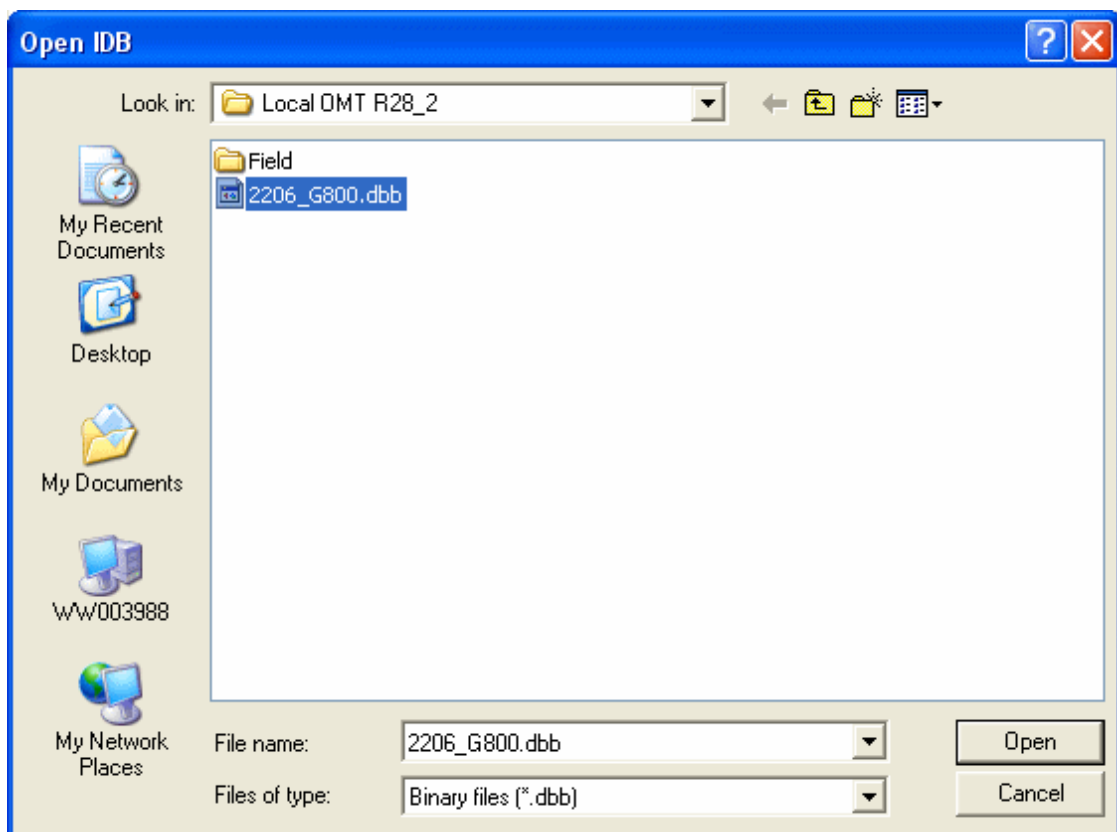 Open IDB
Look in:
Local OMT R28_2
Field
2206_G800.dbb
My Recent
Documents
Desktop
My Documents
WW003988
My Network
Places
File name:
2206_G800.dbb
Open
Files of type:
Binary files (*.dbb)
Cancel